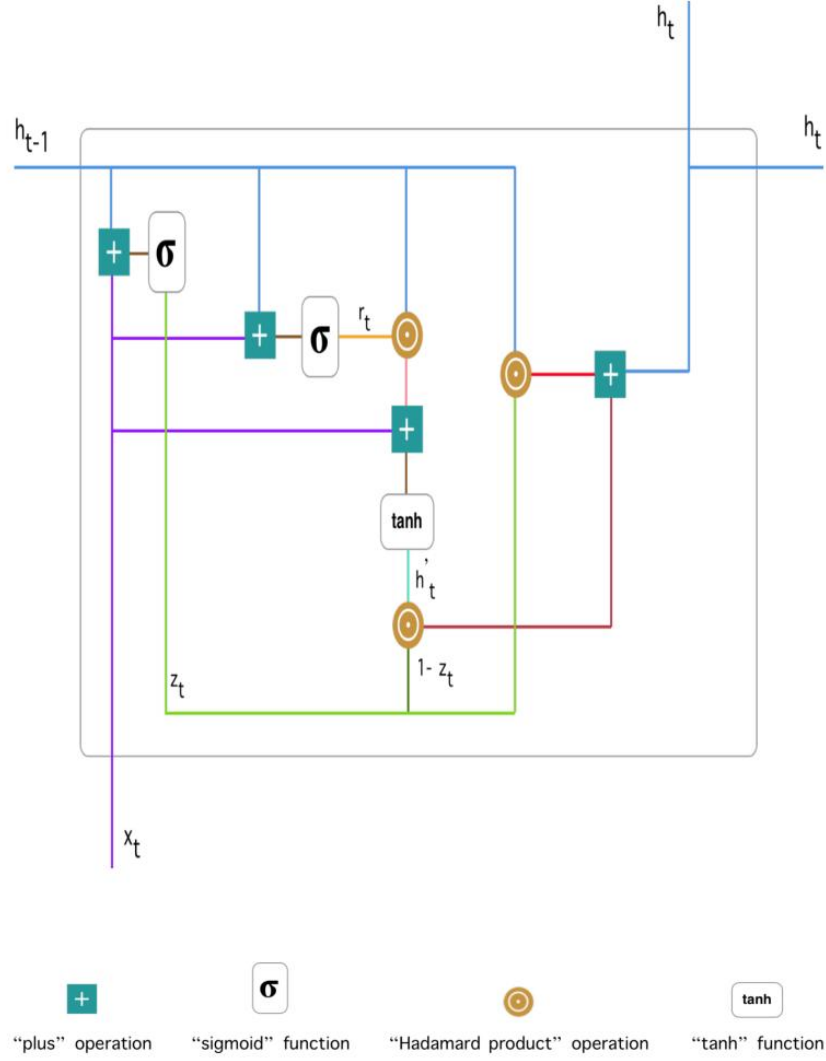 h_t
h_{t-1}
h_t
+
σ
+
σ
r_t
+
+
tanh
h'_t
z_t
1- z_t
x_t
+
σ
tanh
“plus” operation
“sigmoid” function
“Hadamard product” operation
“tanh” function